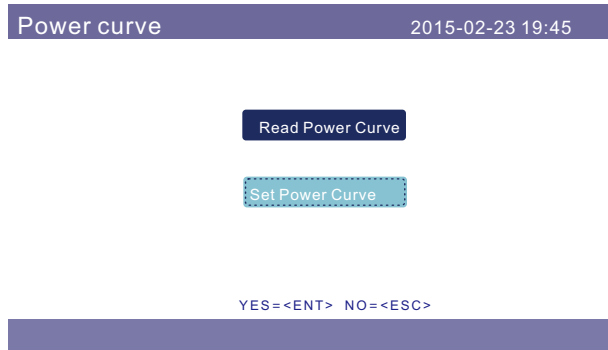 Power curve 2015-02-23 19:45
Read Power Curve
Set Power Curve
YES=<ENT> NO=<ESC>